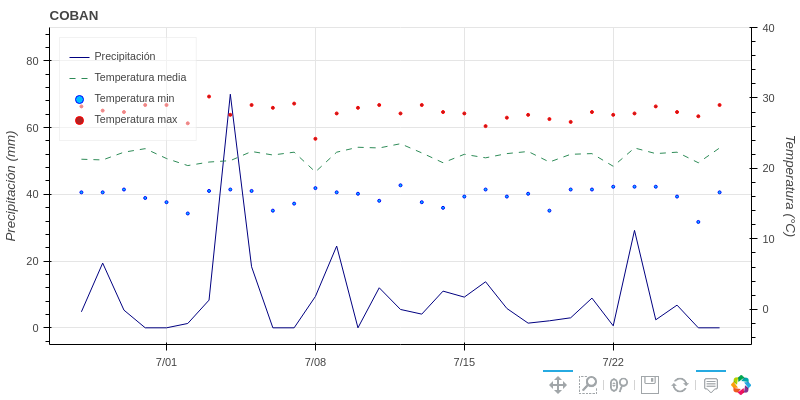 COBAN
Precipitación
Temperatura media
Temperatura min
Temperatura max
Precipitación (mm)
80
60
40
20
0
40
30
20
10
0
Temperatura (°C)
7/01
7/08
7/15
7/22